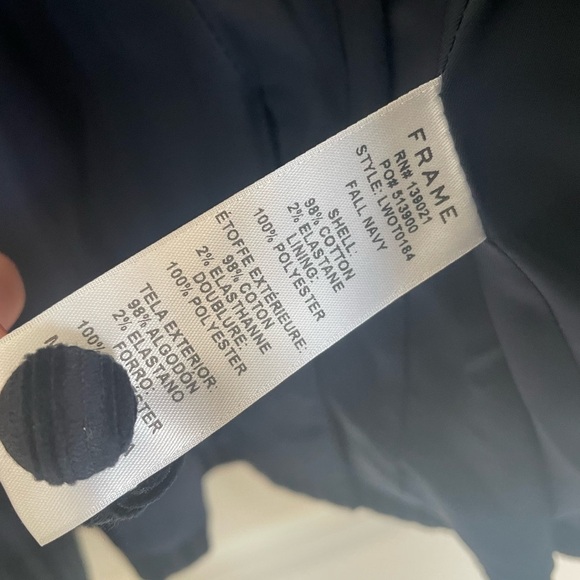 FRAME
RN# 139021
PO# 513900
STYLE: LWOT0184
FALL NAVY
SHELL:
98% COTTON
2% ELASTANE
LINING:
100% POLYESTER
ÉTOFFE EXTÉRIEURE:
98% COTON
2% ELASTHANNE
DOUBLURE:
100% POLYESTER
TELA EXTERIOR:
98% ALGODÓN
2% ELASTANO
FORRO:
100%